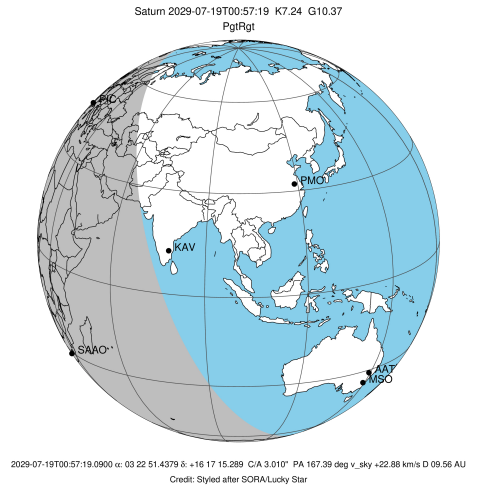 Saturn 2029-07-19T00:57:19 K7.24 G10.37
PgtRgt
PIC
PMO
KAV
SAAO
AAT
MSO
2029-07-19T00:57:19.0900 α: 03 22 51.4379 δ: +16 17 15.289 C/A 3.010" PA 167.39 deg v_sky +22.88 km/s D 09.56 AU
Credit: Styled after SORA/Lucky Star